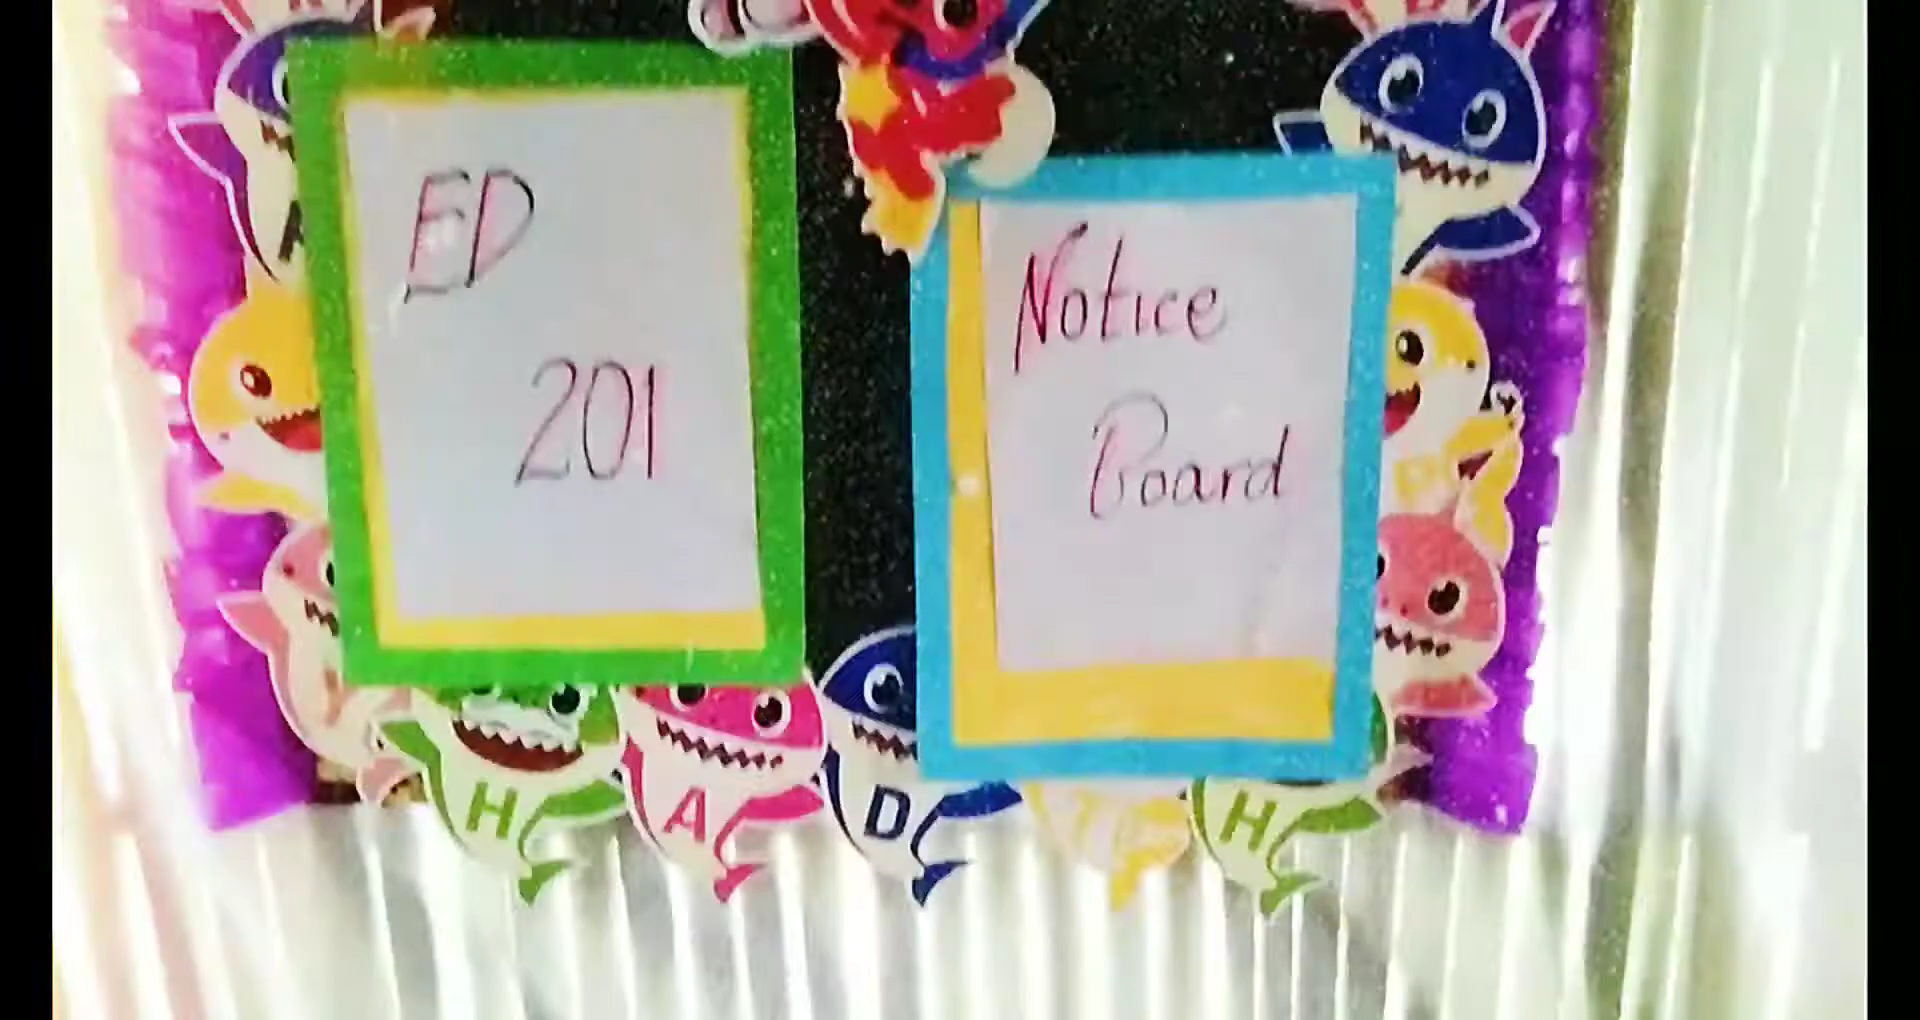 ED
201
Notice
Board
H A D
H